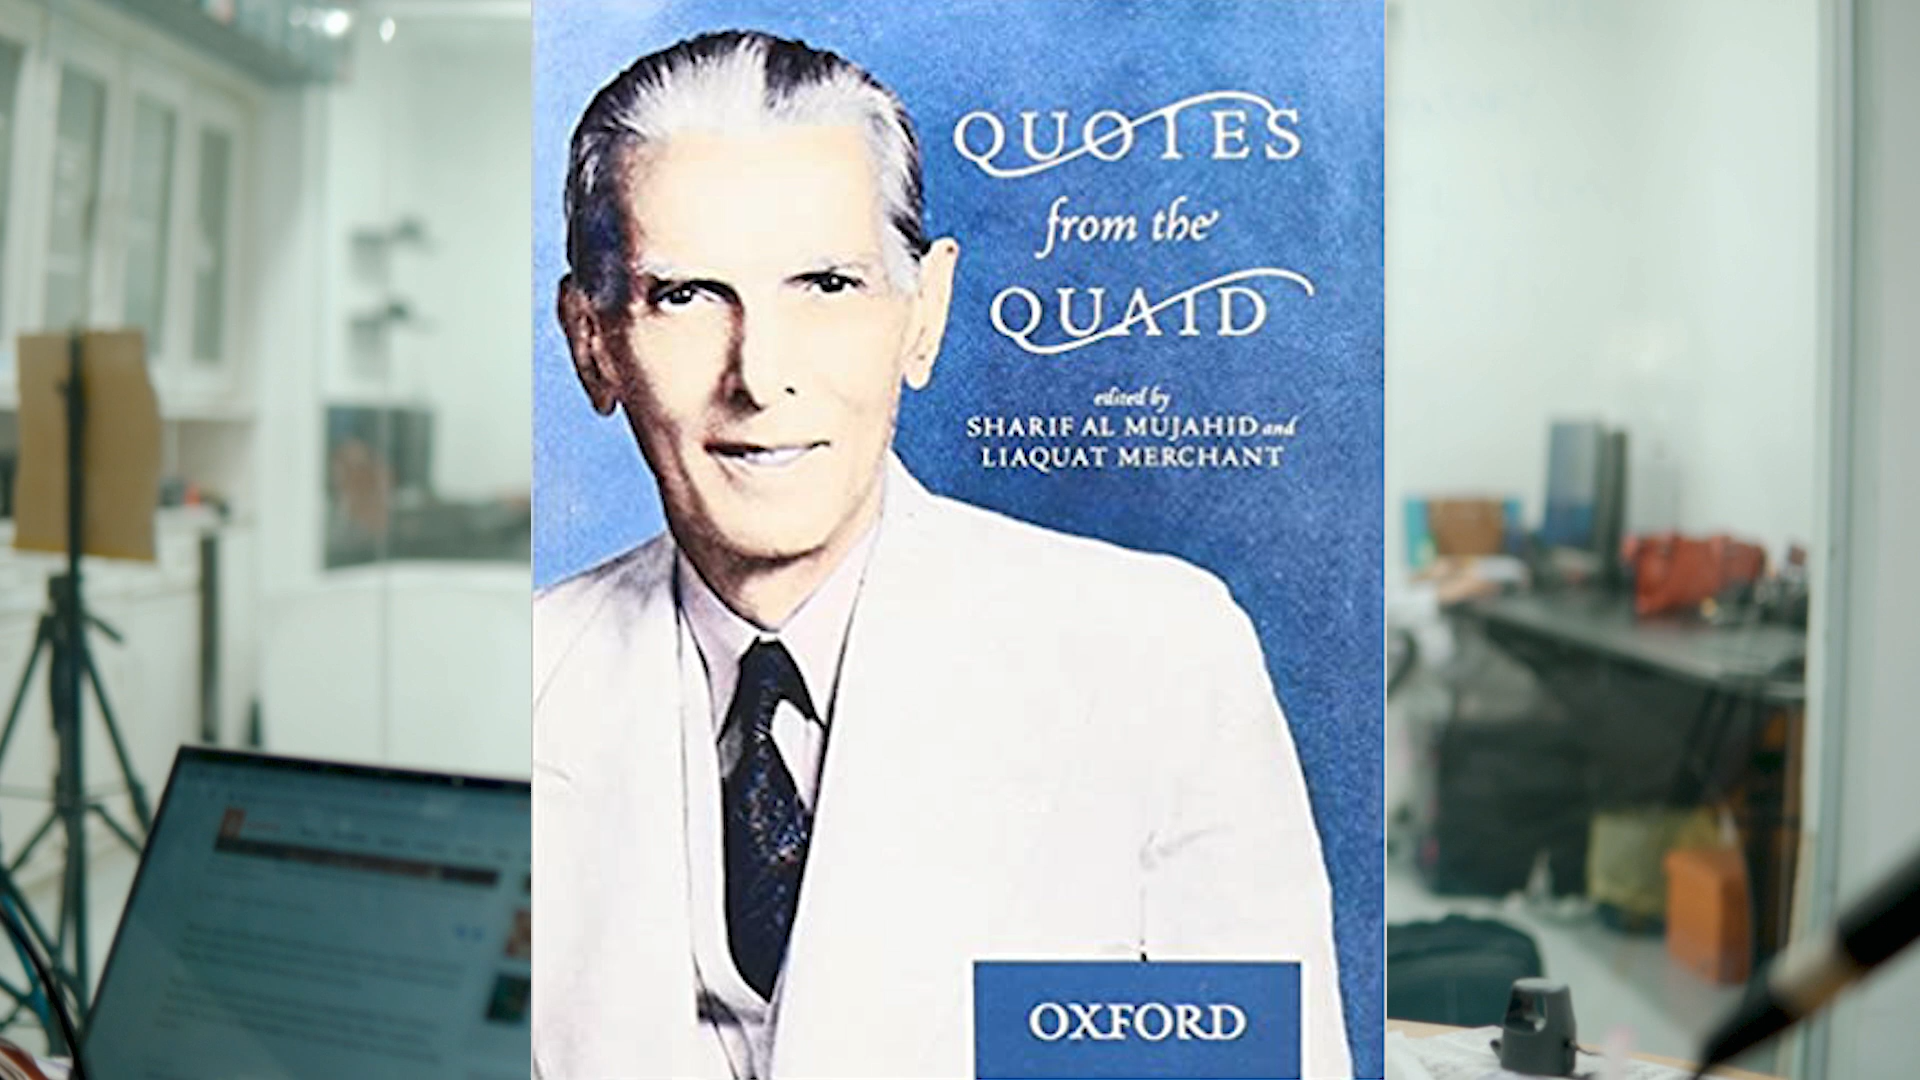 QUOTES
from the
QUAID
edited by
SHARIF AL MUJAHID and
LIAQUAT MERCHANT
OXFORD